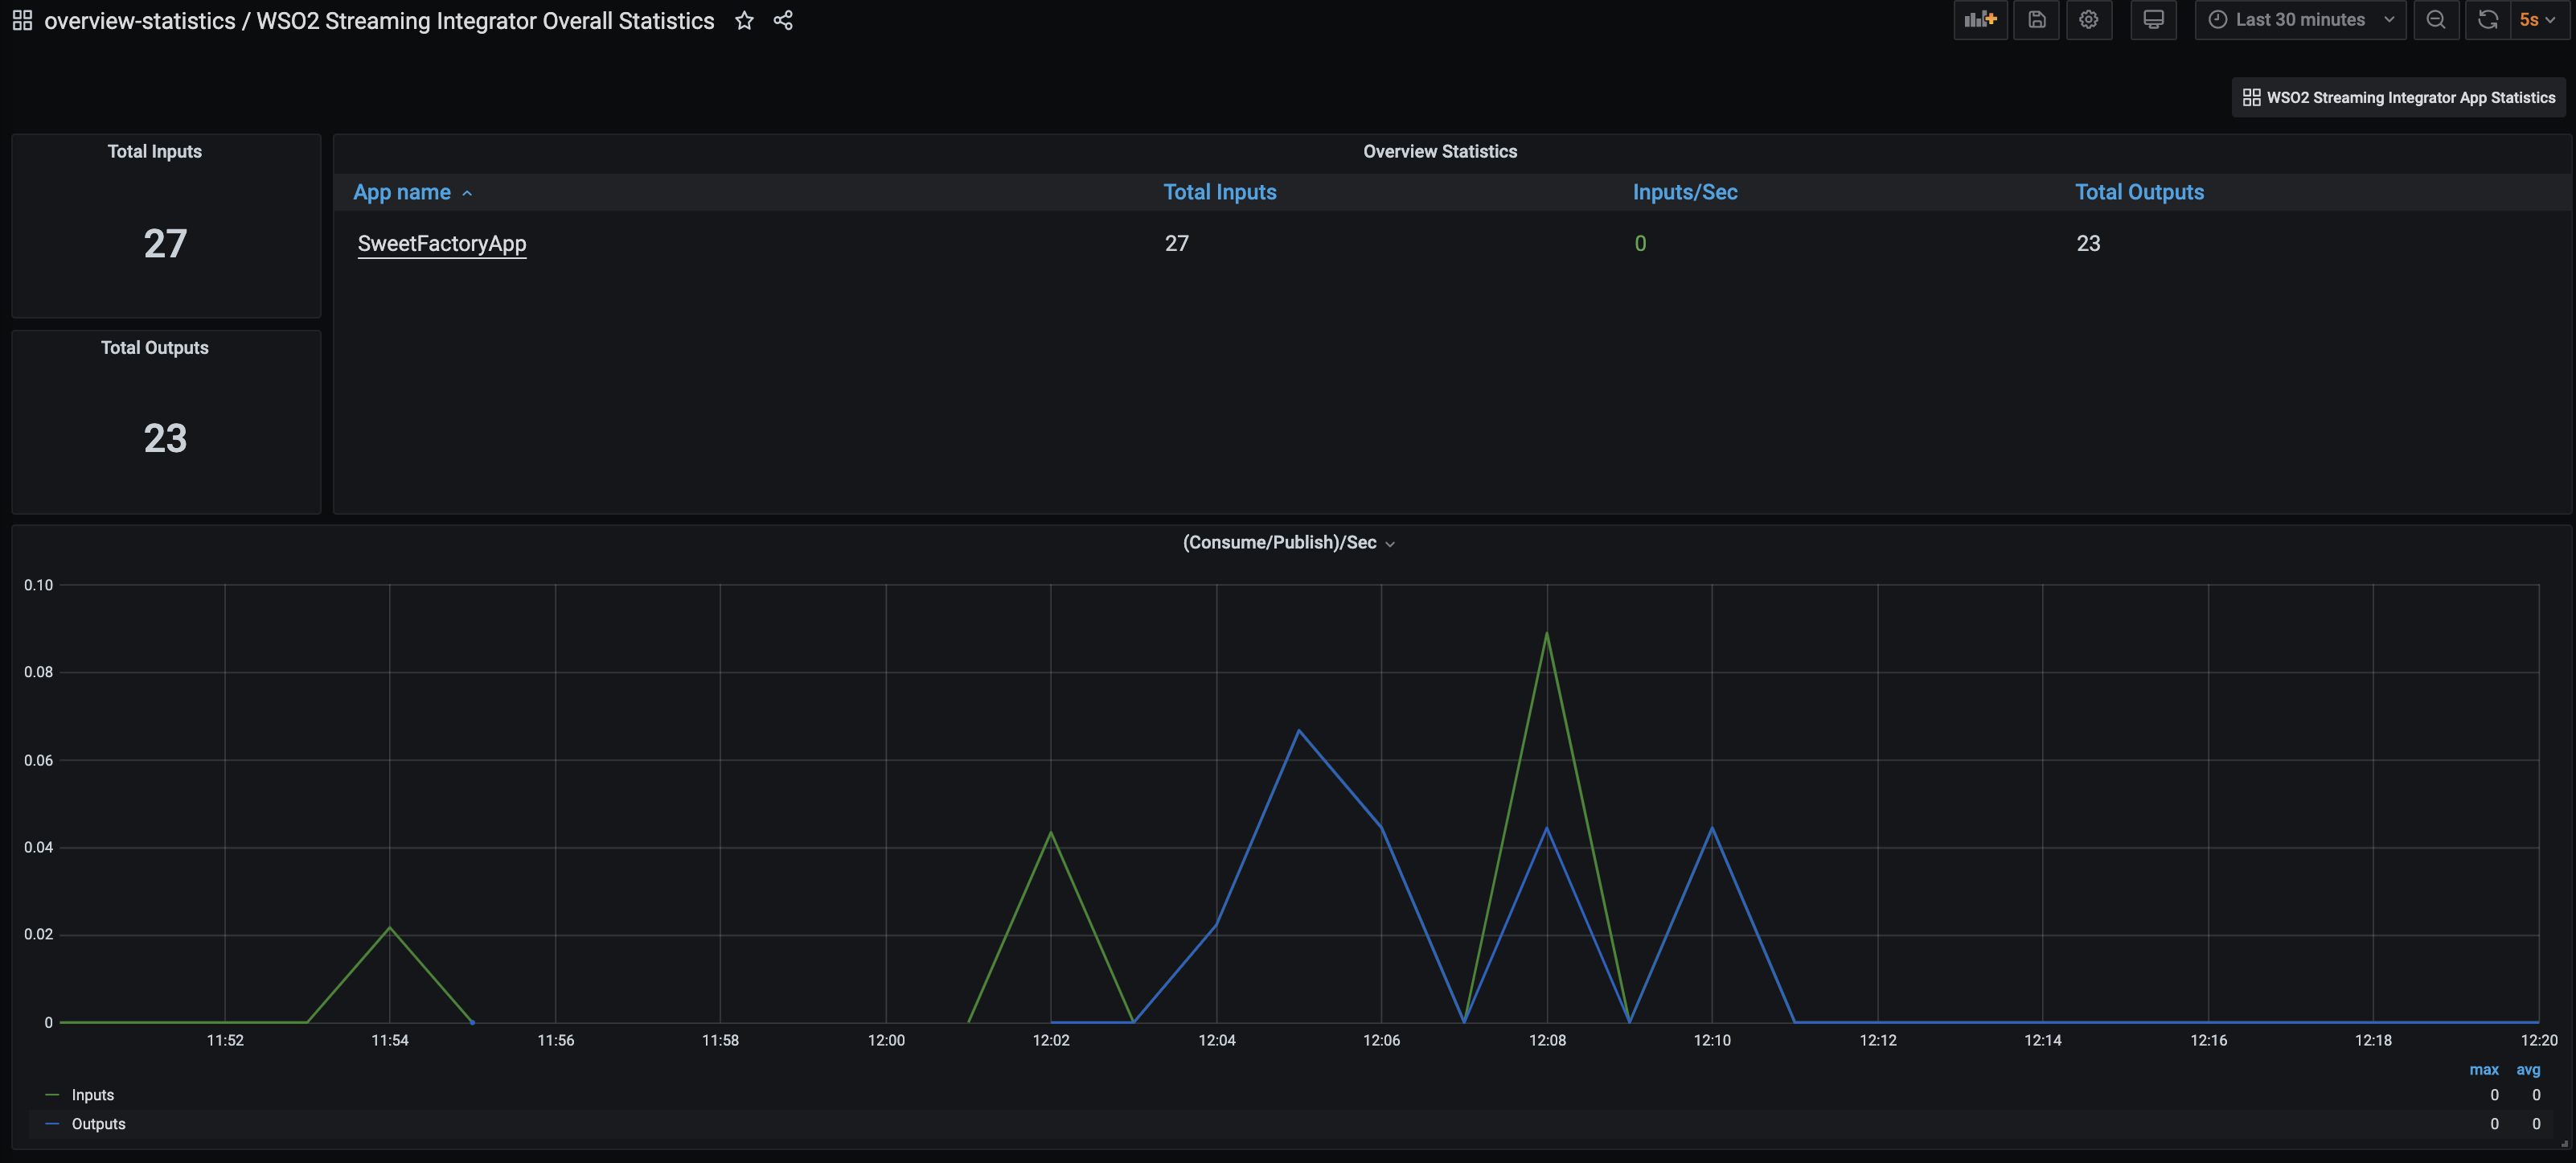 overview-statistics / WSO2 Streaming Integrator Overall Statistics
Last 30 minutes
5s
WSO2 Streaming Integrator App Statistics
Total Inputs
27
Total Outputs
23
Overview Statistics
App name Total Inputs Inputs/Sec Total Outputs
SweetFactoryApp 27 0 23
(Consume/Publish)/Sec
0.10
0.08
0.06
0.04
0.02
0
11:52 11:54 11:56 11:58 12:00 12:02 12:04 12:06 12:08 12:10 12:12 12:14 12:16 12:18 12:20
max avg
Inputs 0 0
Outputs 0 0